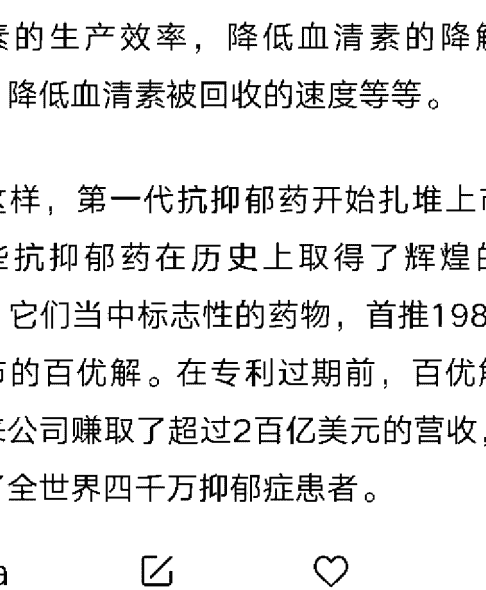 素的生产效率，降低血清素的降解
降低血清素被回收的速度等等。
这样，第一代抗抑郁药开始扎堆上市
些抗抑郁药在历史上取得了辉煌的
它们当中标志性的药物，首推198
市的百优解。在专利过期前，百优解
来公司赚取了超过2百亿美元的营收，
了全世界四千万抑郁症患者。
a